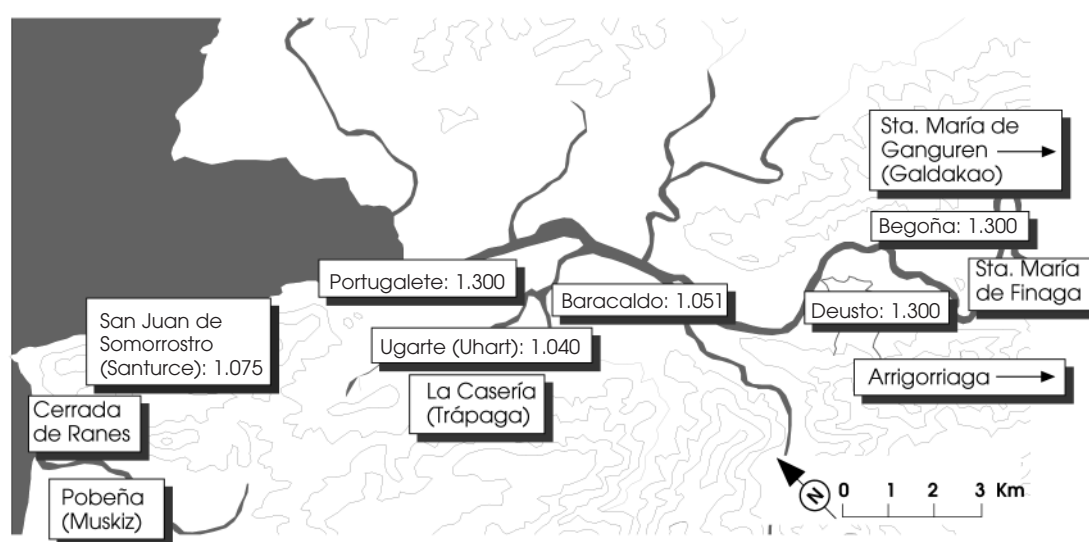 Sta. María de
Ganguren
(Galdakao)
Begoña: 1.300
Sta. María
de Finaga
Portugalete: 1.300
Baracaldo: 1.051
Deusto: 1.300
San Juan de
Somorrostro
(Santurce): 1.075
Ugarte (Uhart): 1.040
Arrigorriaga
La Casería
(Trápaga)
Cerrada
de Ranes
Pobeña
(Muskiz)
N
0 1 2 3 Km